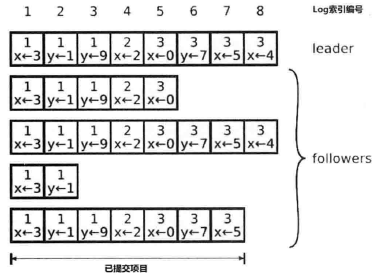 1 2 3 4 5 6 7 8 Log索引编号
1 1 1 2 3 3 3 3
x←3 y←1 y←9 x←2 x←0 y←7 x←5 x←4
leader
1 1 1 2 3
x←3 y←1 y←9 x←2 x←0
1 1 1 2 3 3 3 3
x←3 y←1 y←9 x←2 x←0 y←7 x←5 x←4
followers
1 1
x←3 y←1
1 1 1 2 3 3 3
x←3 y←1 y←9 x←2 x←0 y←7 x←5
已提交项目